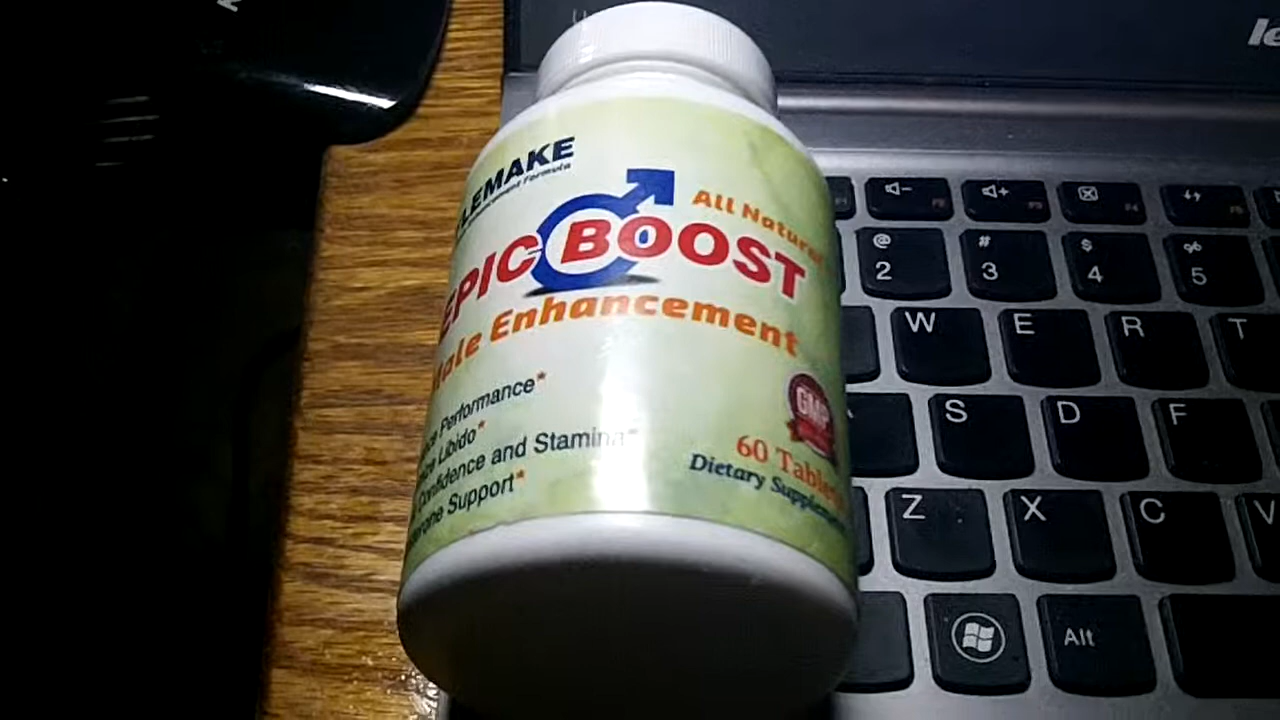 LEMAKE
All Natural
EPIC BOOST
Male Enhancement
Performance*
Libido*
Confidence and Stamina*
Support*
GMP
60 Tablets
Dietary Supplement
le
@
2
#
3
$
4
%
5
W
E
R
T
S
D
F
Z
X
C
V
Alt